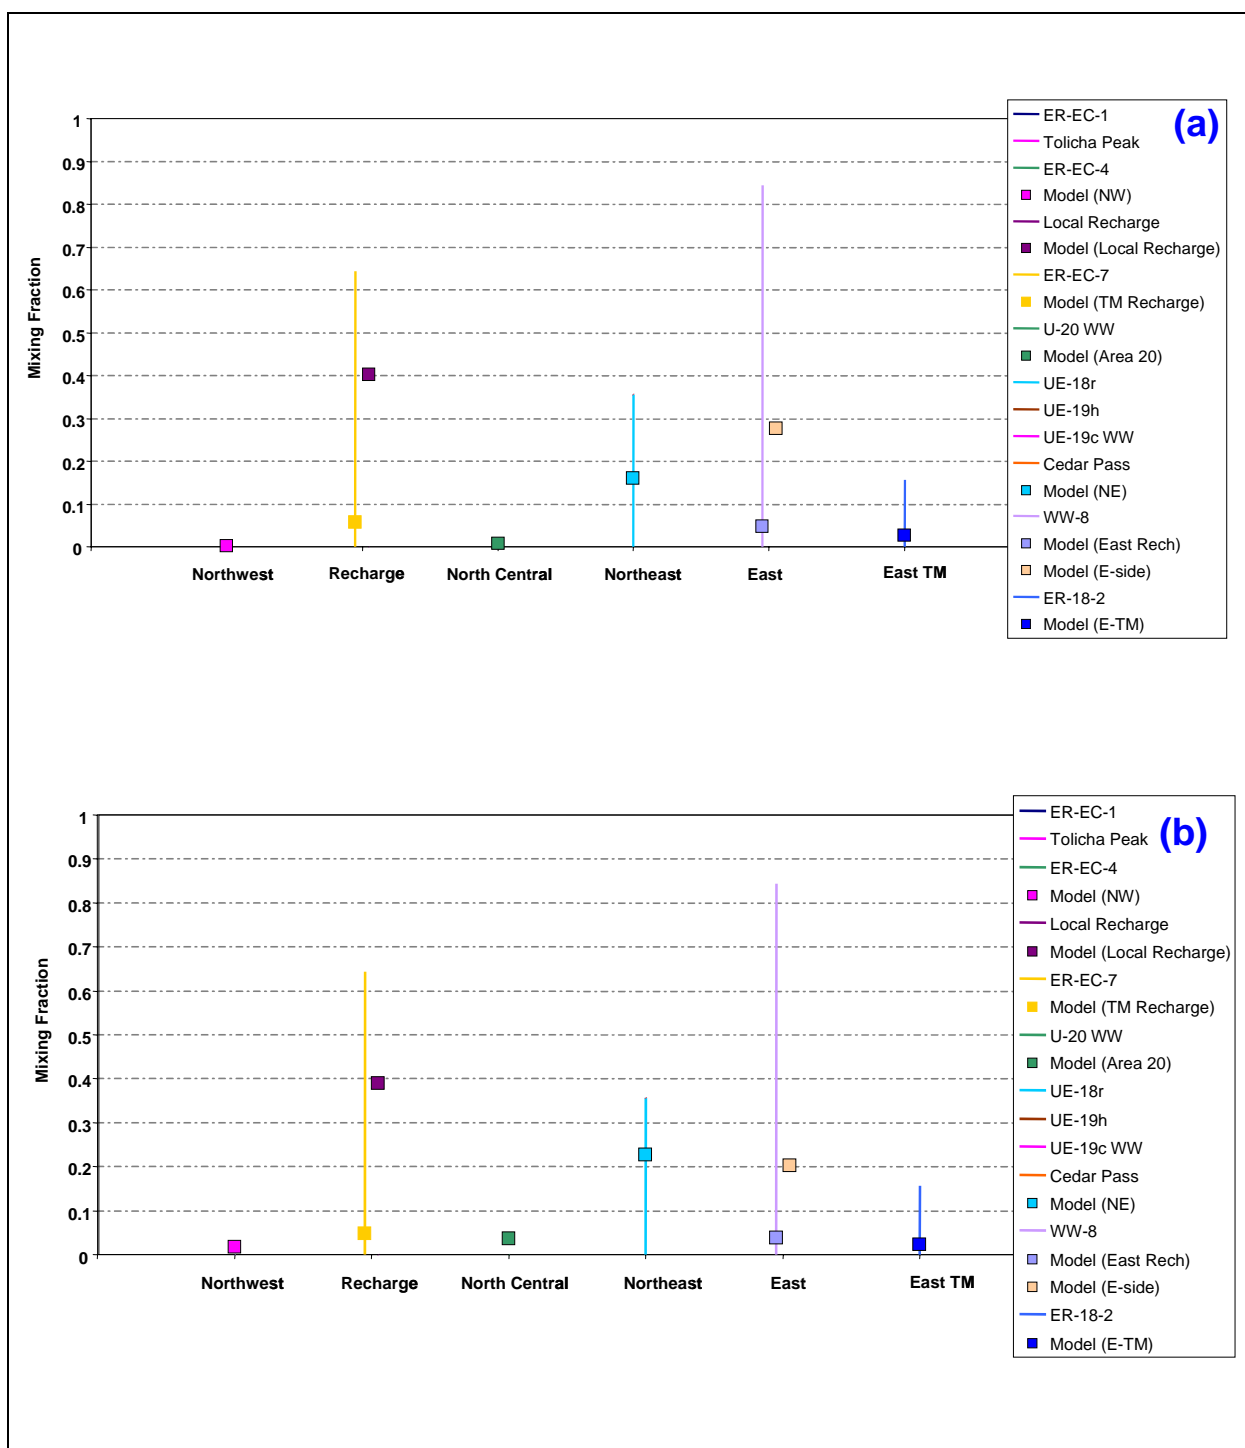 (a)
Mixing Fraction
1
0.9
0.8
0.7
0.6
0.5
0.4
0.3
0.2
0.1
0
Northwest
Recharge
North Central
Northeast
East
East TM
ER-EC-1
Tolicha Peak
ER-EC-4
Model (NW)
Local Recharge
Model (Local Recharge)
ER-EC-7
Model (TM Recharge)
U-20 WW
Model (Area 20)
UE-18r
UE-19h
UE-19c WW
Cedar Pass
Model (NE)
WW-8
Model (East Rech)
Model (E-side)
ER-18-2
Model (E-TM)
(b)
Mixing Fraction
1
0.9
0.8
0.7
0.6
0.5
0.4
0.3
0.2
0.1
0
Northwest
Recharge
North Central
Northeast
East
East TM
ER-EC-1
Tolicha Peak
ER-EC-4
Model (NW)
Local Recharge
Model (Local Recharge)
ER-EC-7
Model (TM Recharge)
U-20 WW
Model (Area 20)
UE-18r
UE-19h
UE-19c WW
Cedar Pass
Model (NE)
WW-8
Model (East Rech)
Model (E-side)
ER-18-2
Model (E-TM)